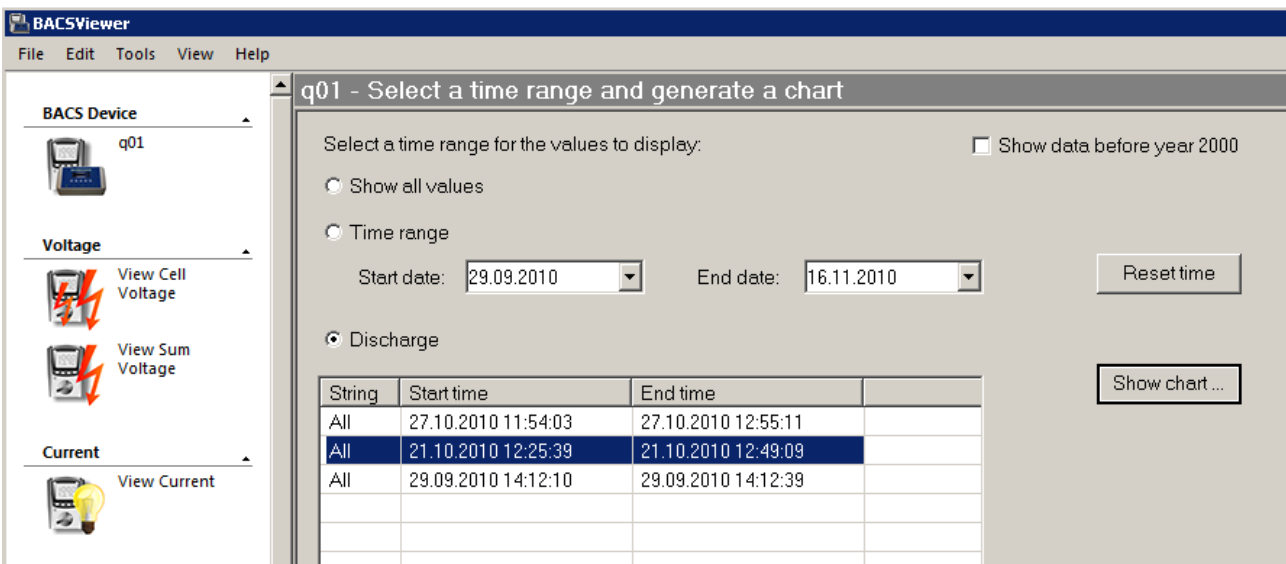 BACSViewer
File Edit Tools View Help
BACS Device
q01
Voltage
View Cell
Voltage
View Sum
Voltage
Current
View Current
q01 - Select a time range and generate a chart
Select a time range for the values to display:
Show data before year 2000
Show all values
Time range
Start date: 29.09.2010 End date: 16.11.2010 Reset time
Discharge
Show chart ...
String Start time End time
All 27.10.2010 11:54:03 27.10.2010 12:55:11
All 21.10.2010 12:25:39 21.10.2010 12:49:09
All 29.09.2010 14:12:10 29.09.2010 14:12:39